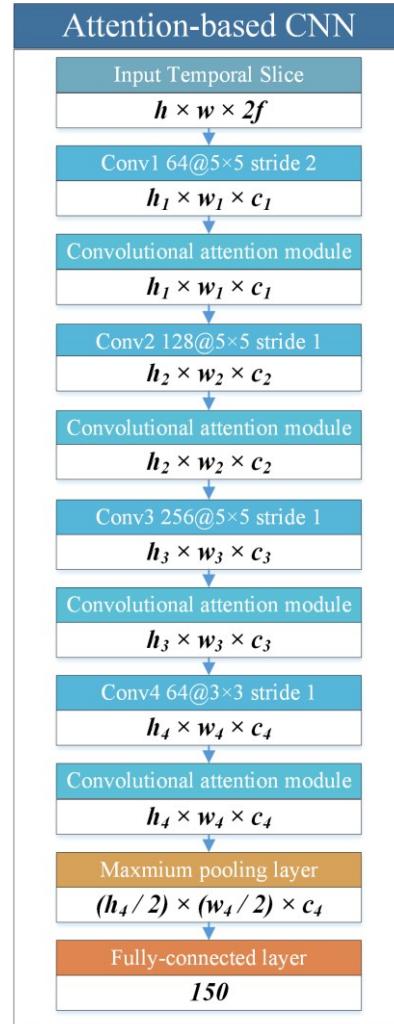 Attention-based CNN
Input Temporal Slice
h × w × 2f
Conv1 64@5×5 stride 2
h₁ × w₁ × c₁
Convolutional attention module
h₁ × w₁ × c₁
Conv2 128@5×5 stride 1
h₂ × w₂ × c₂
Convolutional attention module
h₂ × w₂ × c₂
Conv3 256@5×5 stride 1
h₃ × w₃ × c₃
Convolutional attention module
h₃ × w₃ × c₃
Conv4 64@3×3 stride 1
h₄ × w₄ × c₄
Convolutional attention module
h₄ × w₄ × c₄
Maxmium pooling layer
(h₄ / 2) × (w₄ / 2) × c₄
Fully-connected layer
150